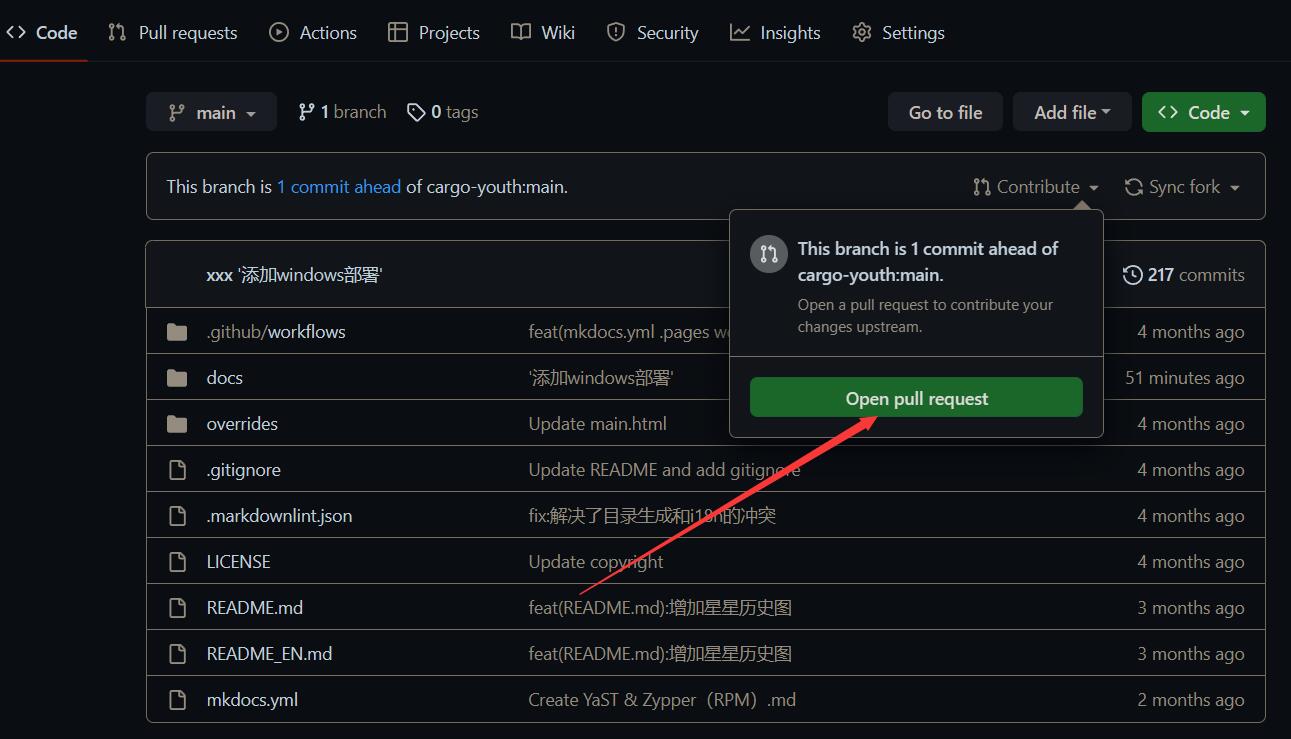 Code Pull requests Actions Projects Wiki Security Insights Settings
main 1 branch 0 tags Go to file Add file Code
This branch is 1 commit ahead of cargo-youth:main. Contribute Sync fork
This branch is 1 commit ahead of
cargo-youth:main.
Open a pull request to contribute your
changes upstream.
Open pull request
xxx '添加windows部署' 217 commits
.github/workflows feat(mkdocs.yml .pages 4 months ago
docs '添加windows部署' 51 minutes ago
overrides Update main.html 4 months ago
.gitignore Update README and add gitignore 4 months ago
.markdownlint.json fix:解决了目录生成和i18n的冲突 4 months ago
LICENSE Update copyright 4 months ago
README.md feat(README.md):增加星星历史图 3 months ago
README_EN.md feat(README.md):增加星星历史图 3 months ago
mkdocs.yml Create YaST & Zypper（RPM）.md 2 months ago